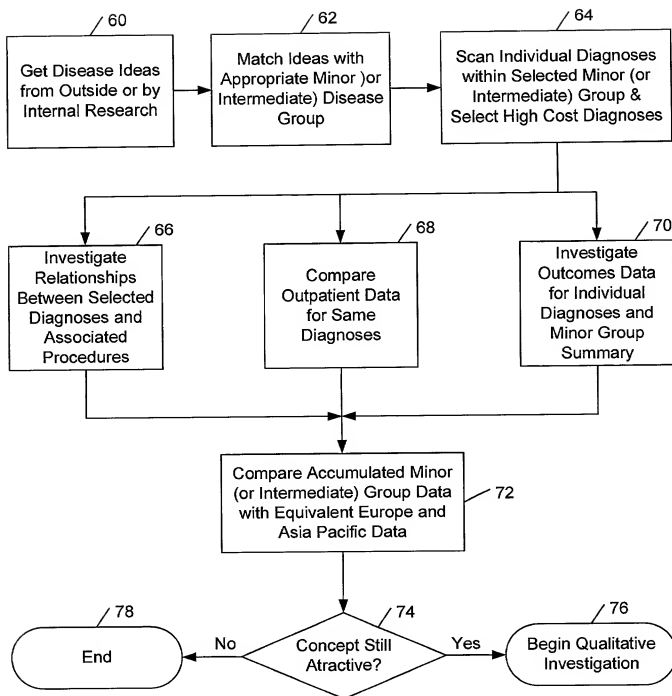 60
Get Disease Ideas
from Outside or by
Internal Research
62
Match Ideas with
Appropriate Minor )or
Intermediate) Disease
Group
64
Scan Individual Diagnoses
within Selected Minor (or
Intermediate) Group &
Select High Cost Diagnoses
66
Investigate
Relationships
Between Selected
Diagnoses and
Associated
Procedures
68
Compare
Outpatient Data
for Same
Diagnoses
70
Investigate
Outcomes Data
for Individual
Diagnoses and
Minor Group
Summary
Compare Accumulated Minor
(or Intermediate) Group Data
with Equivalent Europe and
Asia Pacific Data
72
78
End
No
74
Concept Still
Atractive?
Yes
76
Begin Qualitative
Investigation